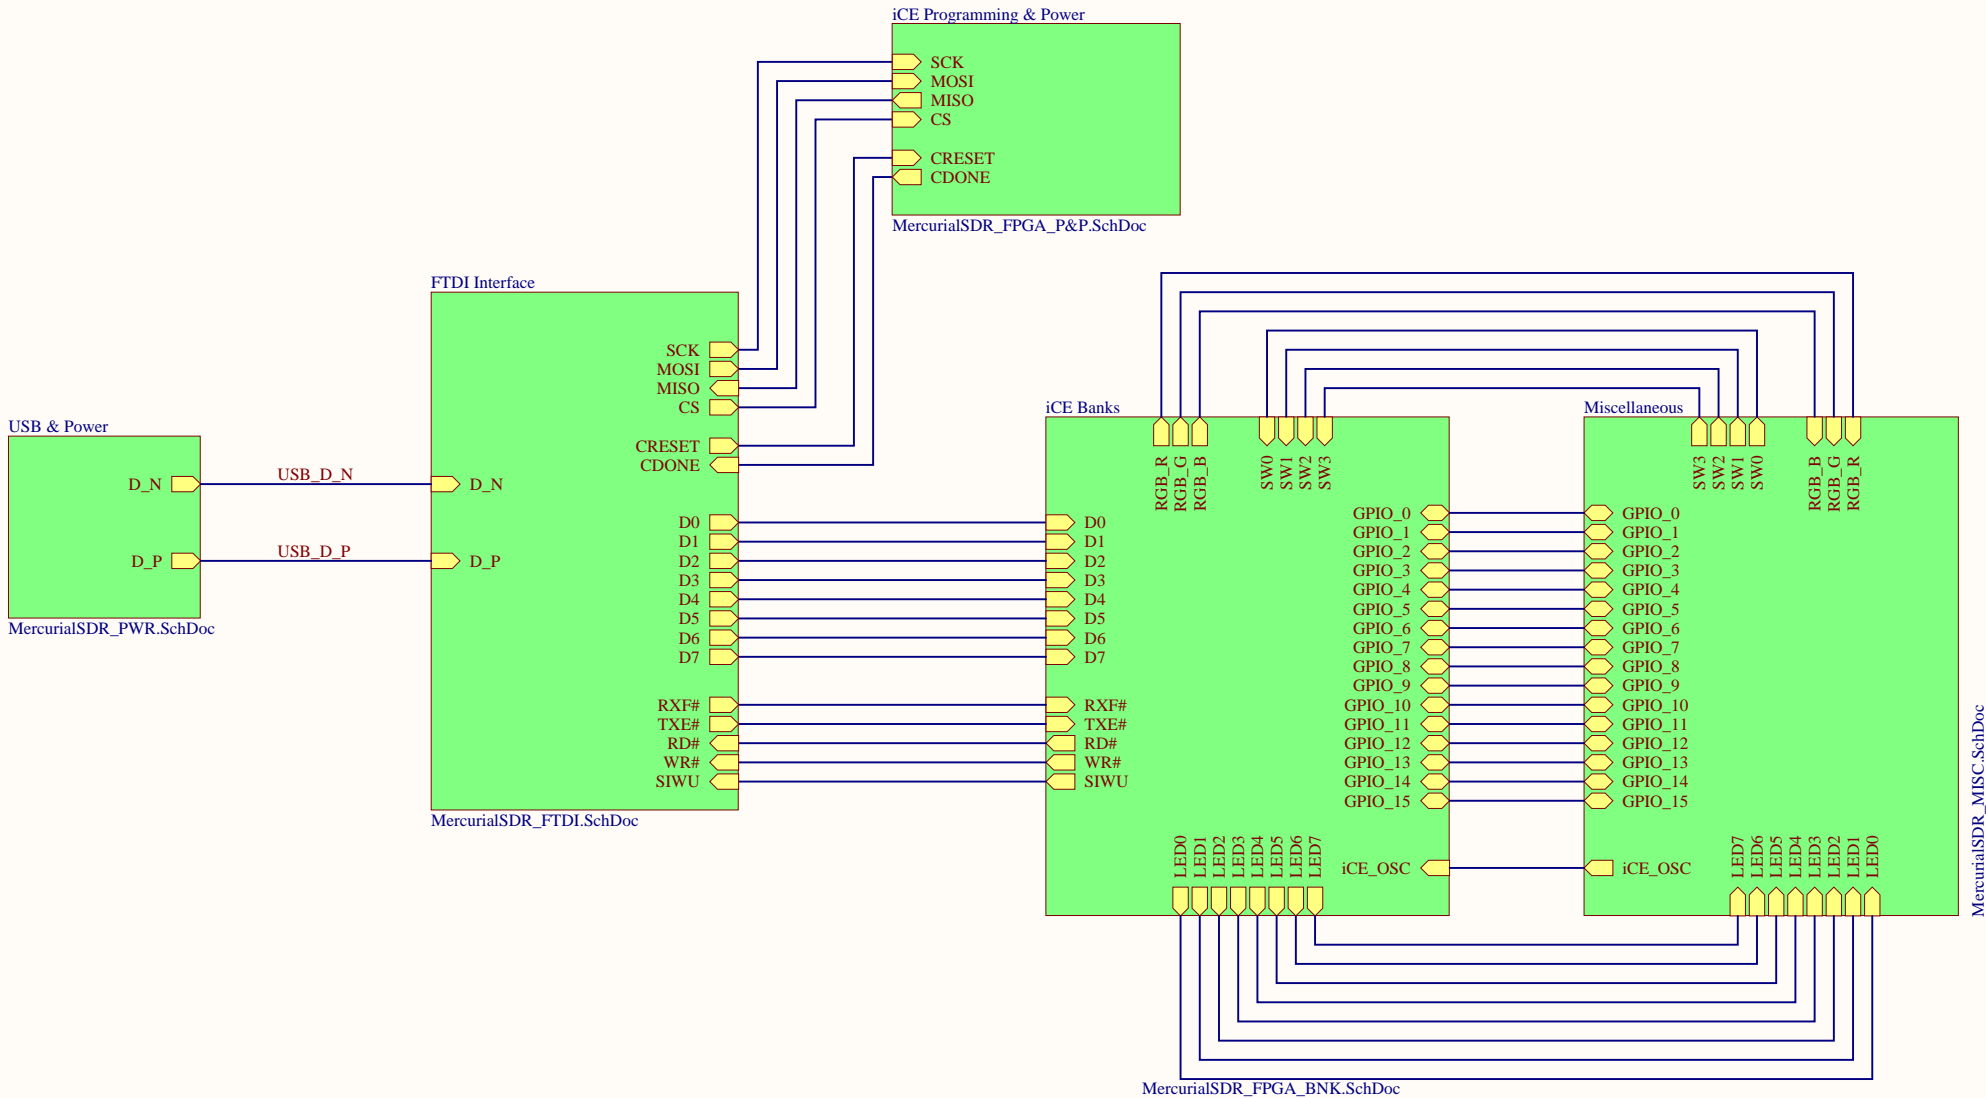 iCE Programming & Power
SCK
MOSI
MISO
CS
CRESET
CDONE
MercurialSDR_FPGA_P&P.SchDoc
FTDI Interface
SCK
MOSI
MISO
CS
CRESET
CDONE
D_N
D_P
D0
D1
D2
D3
D4
D5
D6
D7
RXF#
TXE#
RD#
WR#
SIWU
MercurialSDR_FTDI.SchDoc
USB & Power
D_N
D_P
MercurialSDR_PWR.SchDoc
USB_D_N
USB_D_P
iCE Banks
RGB_R
RGB_G
RGB_B
SW0
SW1
SW2
SW3
D0
D1
D2
D3
D4
D5
D6
D7
RXF#
TXE#
RD#
WR#
SIWU
GPIO_0
GPIO_1
GPIO_2
GPIO_3
GPIO_4
GPIO_5
GPIO_6
GPIO_7
GPIO_8
GPIO_9
GPIO_10
GPIO_11
GPIO_12
GPIO_13
GPIO_14
GPIO_15
iCE_OSC
LED0
LED1
LED2
LED3
LED4
LED5
LED6
LED7
MercurialSDR_FPGA_BNK.SchDoc
Miscellaneous
SW3
SW2
SW1
SW0
RGB_B
RGB_G
RGB_R
GPIO_0
GPIO_1
GPIO_2
GPIO_3
GPIO_4
GPIO_5
GPIO_6
GPIO_7
GPIO_8
GPIO_9
GPIO_10
GPIO_11
GPIO_12
GPIO_13
GPIO_14
GPIO_15
iCE_OSC
LED7
LED6
LED5
LED4
LED3
LED2
LED1
LED0
MercurialSDR_MISC.SchDoc